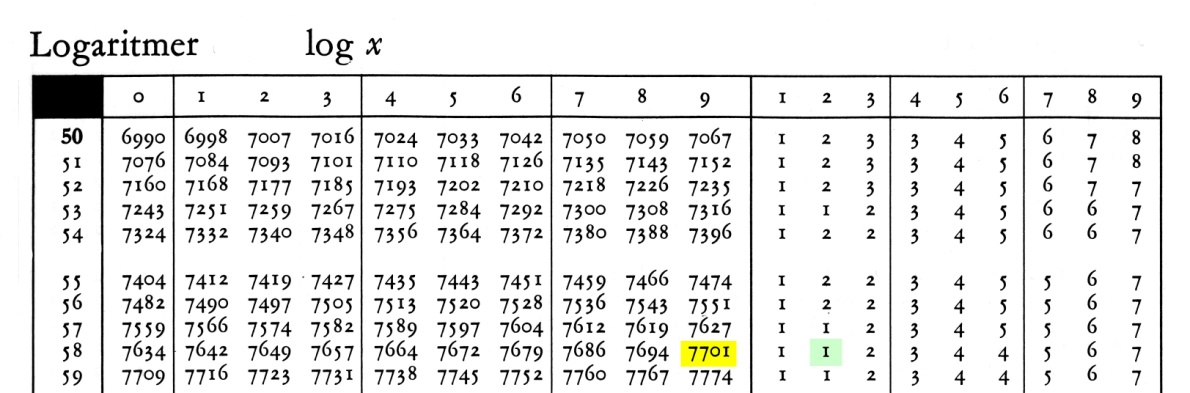 Logaritmer log x
0 1 2 3 4 5 6 7 8 9 1 2 3 4 5 6 7 8 9
50 6990 6998 7007 7016 7024 7033 7042 7050 7059 7067 1 2 3 3 4 5 6 7 8
51 7076 7084 7093 7101 7110 7118 7126 7135 7143 7152 1 2 3 3 4 5 6 7 8
52 7160 7168 7177 7185 7193 7202 7210 7218 7226 7235 1 2 3 3 4 5 6 7 7
53 7243 7251 7259 7267 7275 7284 7292 7300 7308 7316 1 1 2 3 4 5 6 6 7
54 7324 7332 7340 7348 7356 7364 7372 7380 7388 7396 1 2 2 3 4 5 6 6 7
55 7404 7412 7419 7427 7435 7443 7451 7459 7466 7474 1 2 2 3 4 5 5 6 7
56 7482 7490 7497 7505 7513 7520 7528 7536 7543 7551 1 2 2 3 4 5 5 6 7
57 7559 7566 7574 7582 7589 7597 7604 7612 7619 7627 1 1 2 3 4 5 5 6 7
58 7634 7642 7649 7657 7664 7672 7679 7686 7694 7701 1 1 2 3 4 4 5 6 7
59 7709 7716 7723 7731 7738 7745 7752 7760 7767 7774 1 1 2 3 4 4 5 6 7